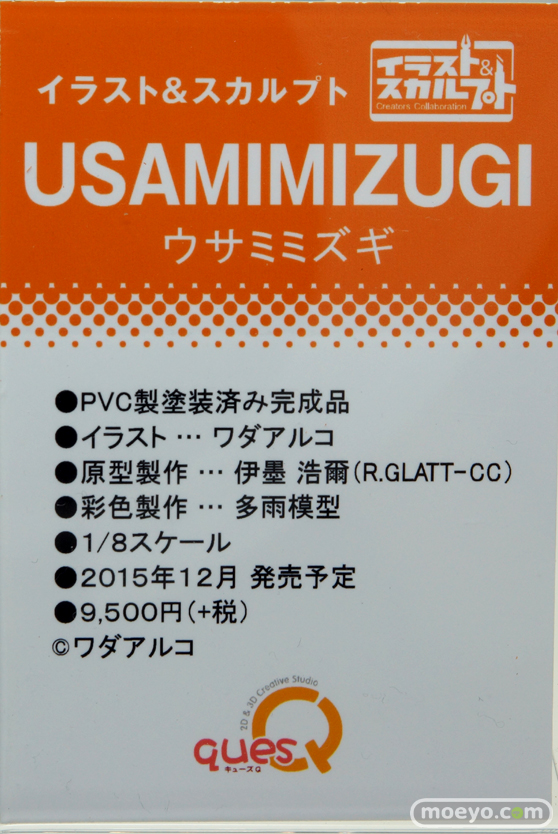 イラスト&スカルプト
イラスト&
スカルプト
Creators Collaboration
USAMIMIZUGI
ウサミミズギ
●PVC製塗装済み完成品
●イラスト … ワダアルコ
●原型製作 … 伊墨 浩爾(R.GLATT-CC)
●彩色製作 … 多雨模型
●1/8スケール
●2015年12月 発売予定
●9,500円(+税)
©ワダアルコ
2D & 3D Creative Studio
quesQ
キューズQ
moeyo.com